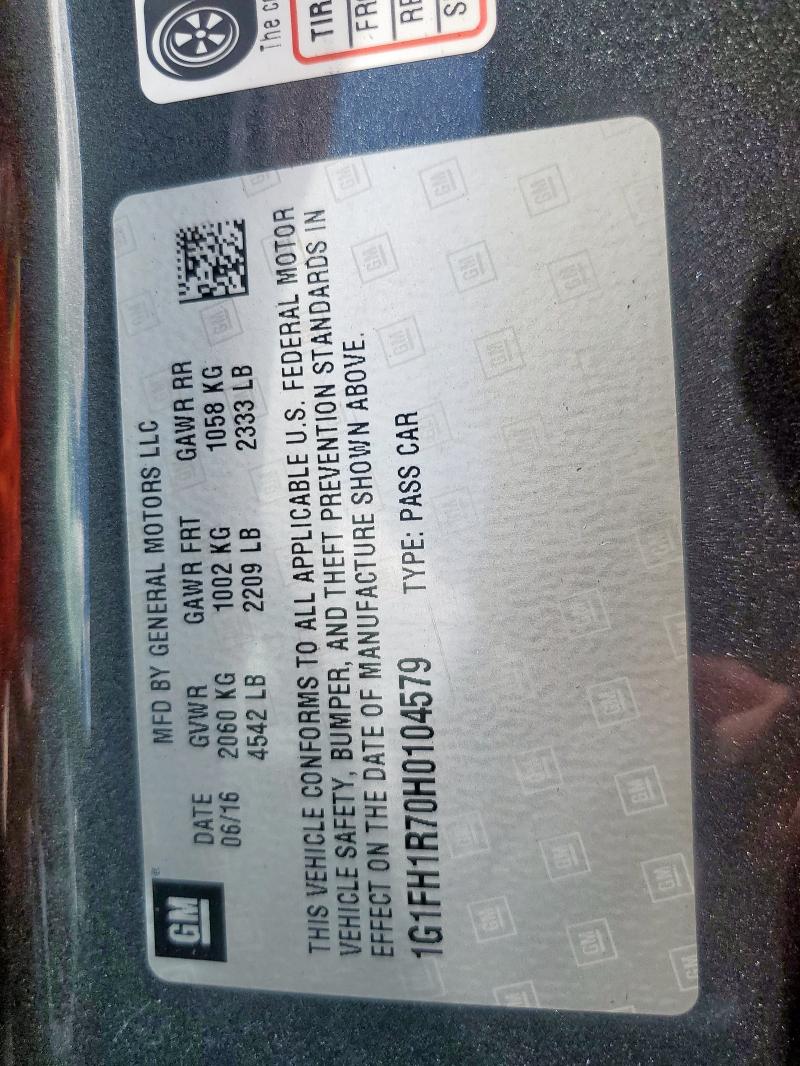 GM
MFD BY GENERAL MOTORS LLC
DATE GVWR GAWR FRT GAWR RR
06/16 2060 KG 1002 KG 1058 KG
4542 LB 2209 LB 2333 LB
THIS VEHICLE CONFORMS TO ALL APPLICABLE U.S. FEDERAL MOTOR
VEHICLE SAFETY, BUMPER, AND THEFT PREVENTION STANDARDS IN
EFFECT ON THE DATE OF MANUFACTURE SHOWN ABOVE.
1G1FH1R70H0104579 TYPE: PASS CAR
The